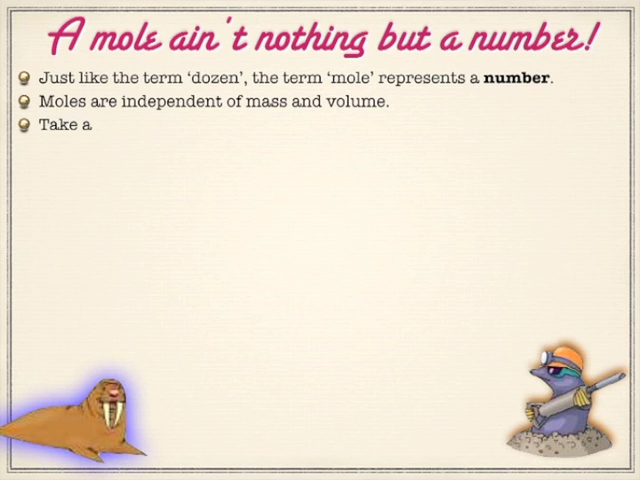 A mole ain't nothing but a number!
Just like the term ‘dozen’, the term ‘mole’ represents a number.
Moles are independent of mass and volume.
Take a